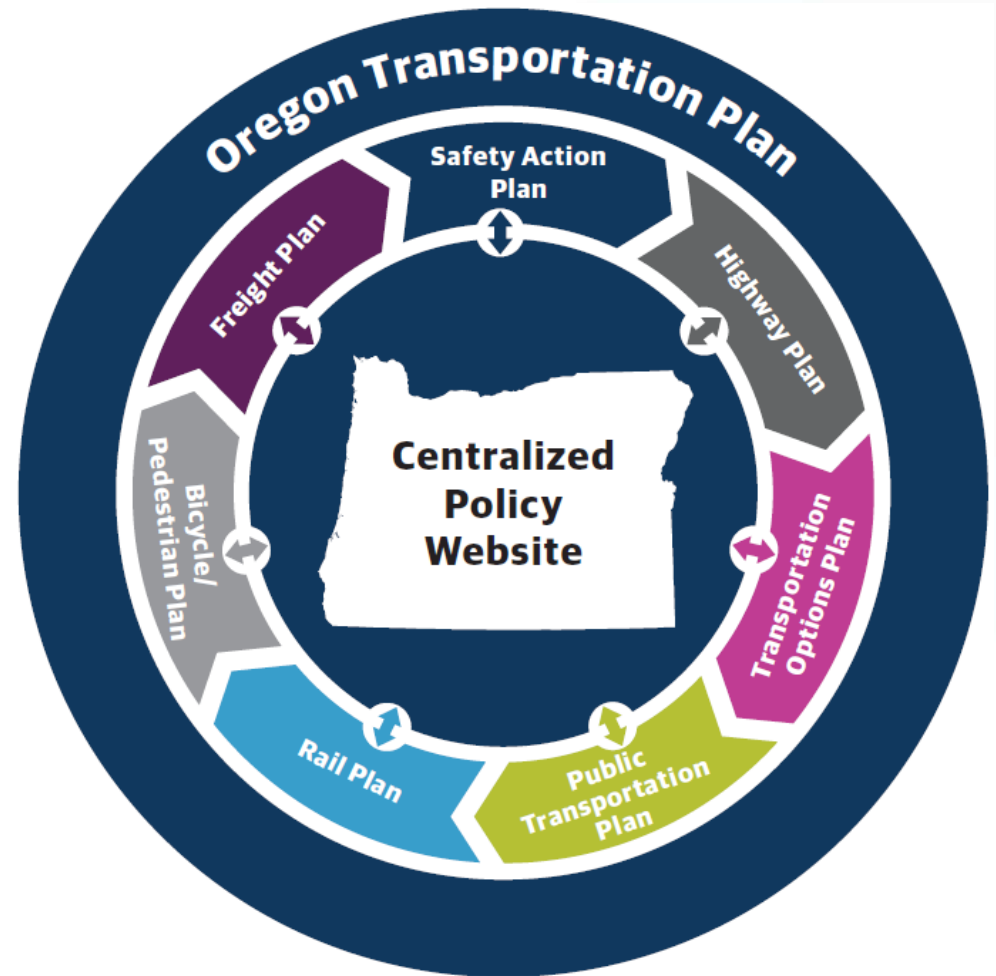 Oregon Transportation Plan
Safety Action
Plan
Highway Plan
Transportation
Options Plan
Public
Transportation
Plan
Rail Plan
Bicycle/
Pedestrian Plan
Freight Plan
Centralized
Policy
Website